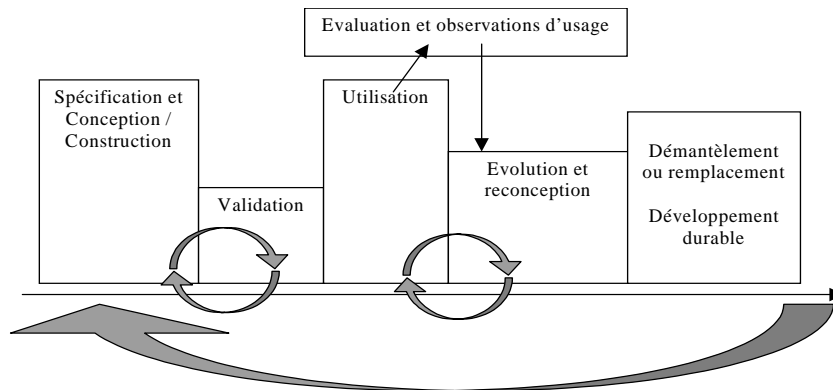 Evaluation et observations d'usage
Spécification et
Conception /
Construction
Validation
Utilisation
Evolution et
reconception
Démantèlement
ou remplacement
Développement
durable